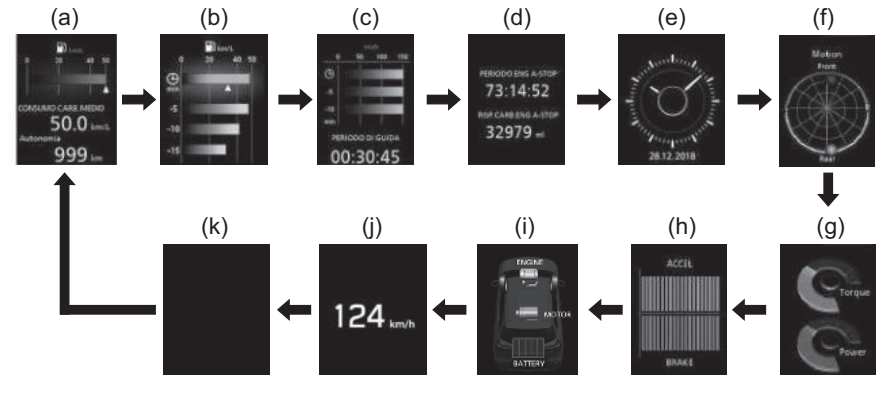 (a)
(b)
(c)
(d)
(e)
(f)
km/L
0 20 40 50
CONSUMO CARB.MEDIO
50.0 km/L
Autonomia
999 km
km/L
0 20 40 50
min
-5
-10
-15
0 50 100 150
-5
-10
min
PERIODO DI GUIDA
00:30:45
PERIODO ENG A-STOP
73:14:52
RISP.CARB.ENG A-STOP
32979 ml
28.12.2018
Motion
Front
Rear
(k)
(j)
(i)
(h)
(g)
124 km/h
ENGINE
MOTOR
BATTERY
ACCEL
BRAKE
Torque
Power